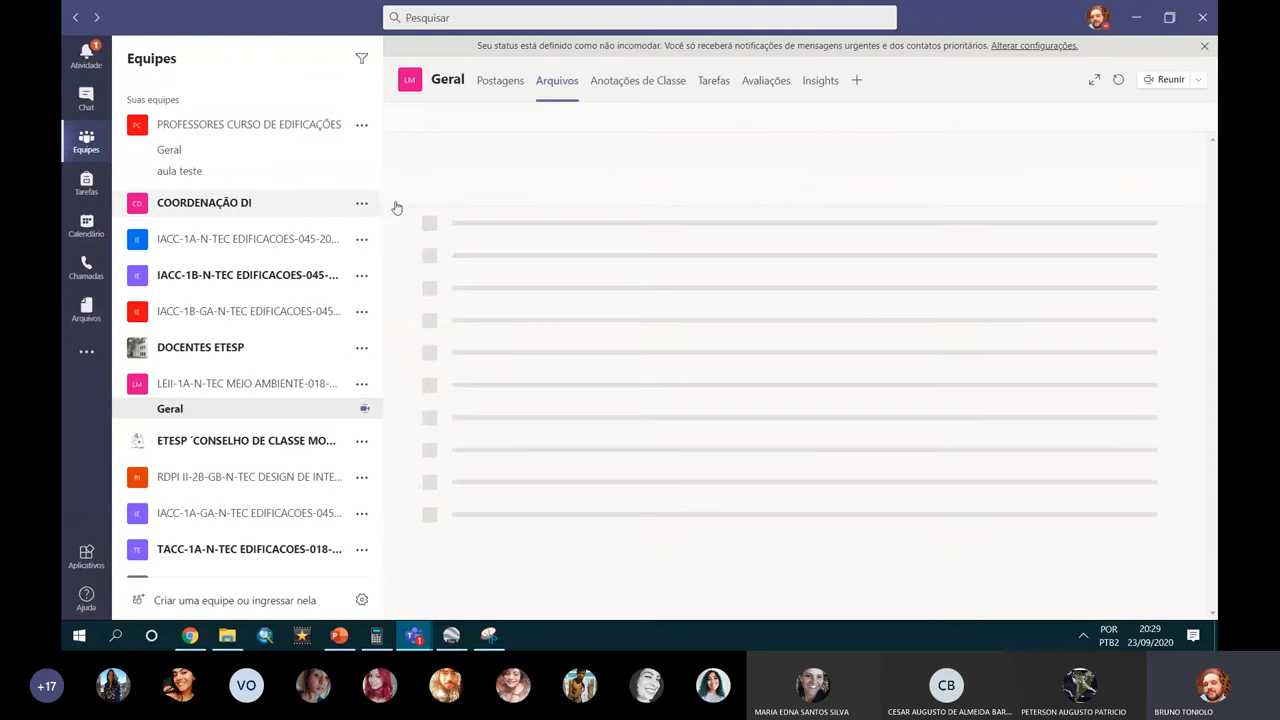 Pesquisar
Seu status está definido como não incomodar. Você só receberá notificações de mensagens urgentes e dos contatos prioritários. Alterar configurações.
1
Atividade
Chat
Equipes
Tarefas
Calendário
Chamadas
Arquivos
Aplicativos
Ajuda
Equipes
Suas equipes
PC PROFESSORES CURSO DE EDIFICAÇÕES
Geral
aula teste
CD COORDENAÇÃO DI
IE IACC-1A-N-TEC EDIFICACOES-045-20...
IE IACC-1B-N-TEC EDIFICACOES-045-...
IE IACC-1B-GA-N-TEC EDIFICACOES-045...
DOCENTES ETESP
LM LEII-1A-N-TEC MEIO AMBIENTE-018-...
Geral
ETESP ´CONSELHO DE CLASSE MO...
RI RDPI II-2B-GB-N-TEC DESIGN DE INTE...
IE IACC-1A-GA-N-TEC EDIFICACOES-045...
TE TACC-1A-N-TEC EDIFICACOES-018-...
Criar uma equipe ou ingressar nela
LM Geral Postagens Arquivos Anotações de Classe Tarefas Avaliações Insights Reunir
POR
PTB2
20:29
23/09/2020
+17
VO
CB
MARIA EDNA SANTOS SILVA
CESAR AUGUSTO DE ALMEIDA BAR...
PETERSON AUGUSTO PATRICIO
BRUNO TONIOLO